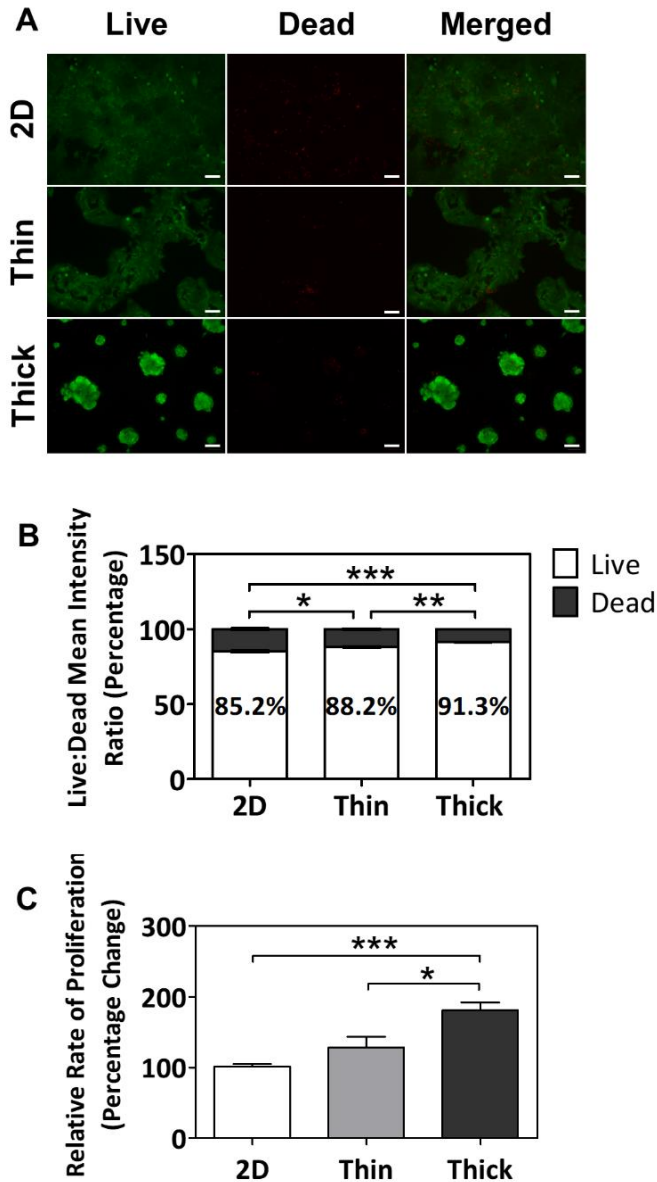 A
Live Dead Merged
2D
Thin
Thick
B
Live:Dead Mean Intensity
Ratio (Percentage)
150
100
50
0
***
* **
85.2% 88.2% 91.3%
2D Thin Thick
Live
Dead
C
Relative Rate of Proliferation
(Percentage Change)
300
200
100
0
***
*
2D Thin Thick